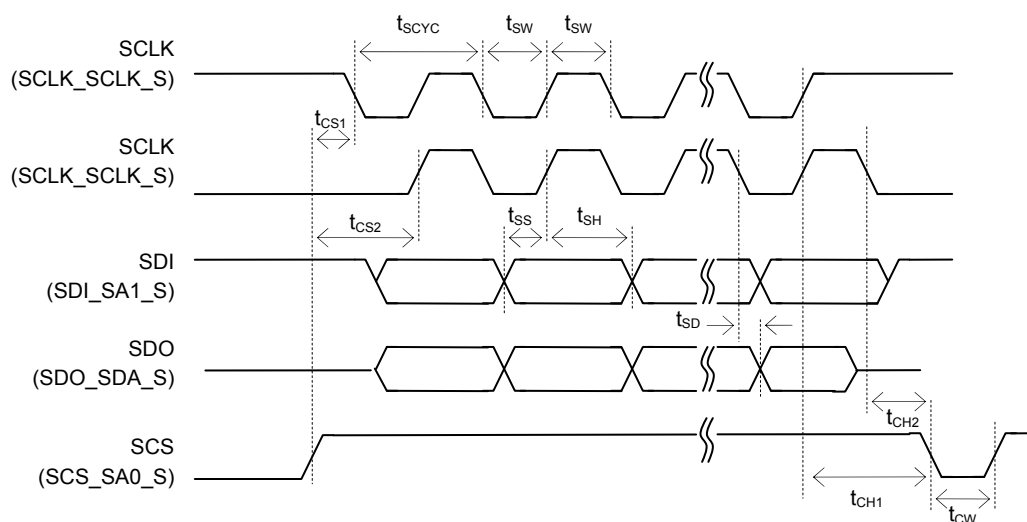 tSCYC tSW tSW
SCLK
(SCLK_SCLK_S)
tCS1
SCLK
(SCLK_SCLK_S)
tCS2 tSS tSH
SDI
(SDI_SA1_S)
tSD
SDO
(SDO_SDA_S)
tCH2
SCS
(SCS_SA0_S)
tCH1 tCW